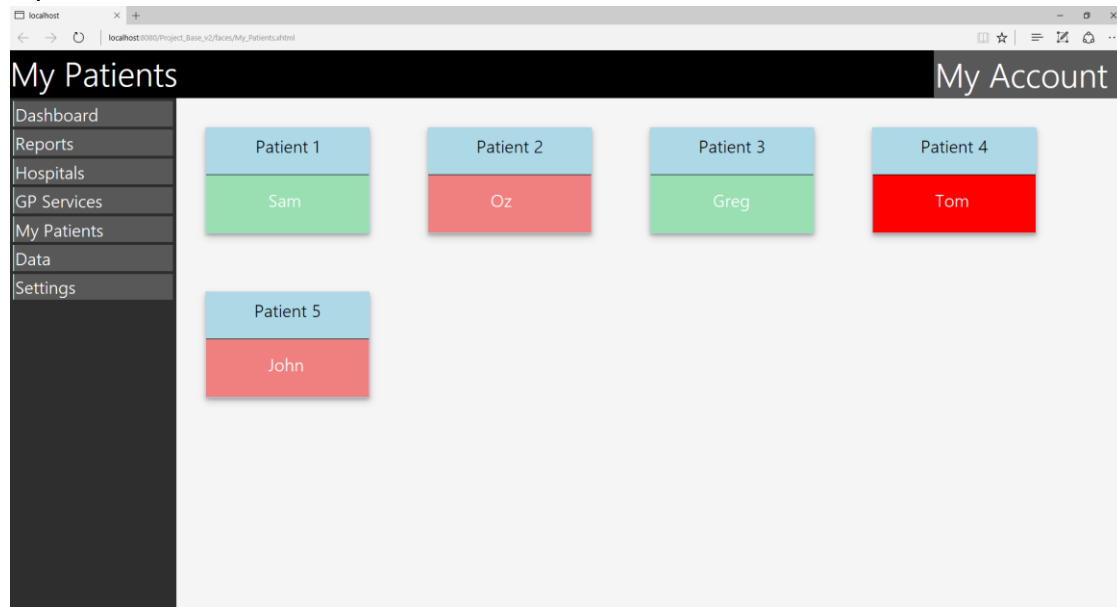 localhost
localhost:8080/Project_Base_v2/faces/My_Patients.xhtml
My Patients
My Account
Dashboard
Reports
Hospitals
GP Services
My Patients
Data
Settings
Patient 1
Sam
Patient 2
Oz
Patient 3
Greg
Patient 4
Tom
Patient 5
John